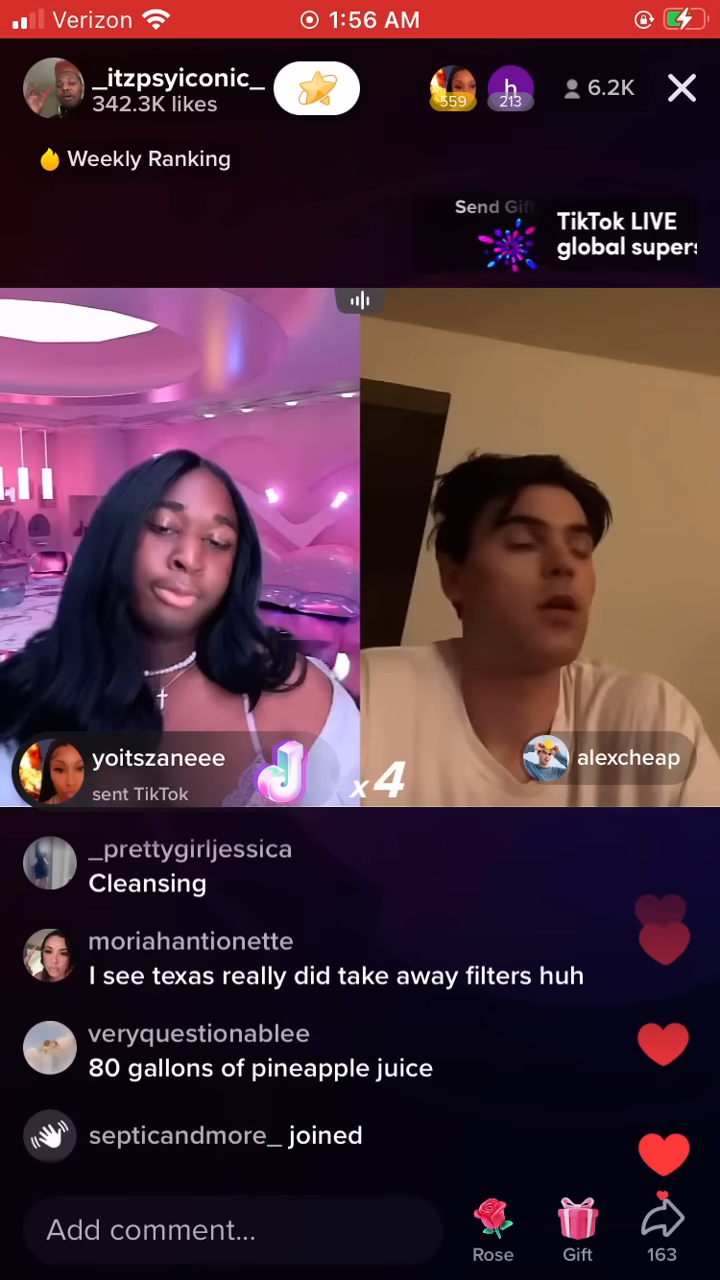 Verizon 1:56 AM
_itzpsyiconic_
342.3K likes
559
h
213
6.2K
Weekly Ranking
Send Gif
TikTok LIVE
global supers
yoitszaneee
sent TikTok
x4
alexcheap
_prettygirljessica
Cleansing
moriahantionette
I see texas really did take away filters huh
veryquestionablee
80 gallons of pineapple juice
septicandmore_ joined
Add comment...
Rose
Gift
163